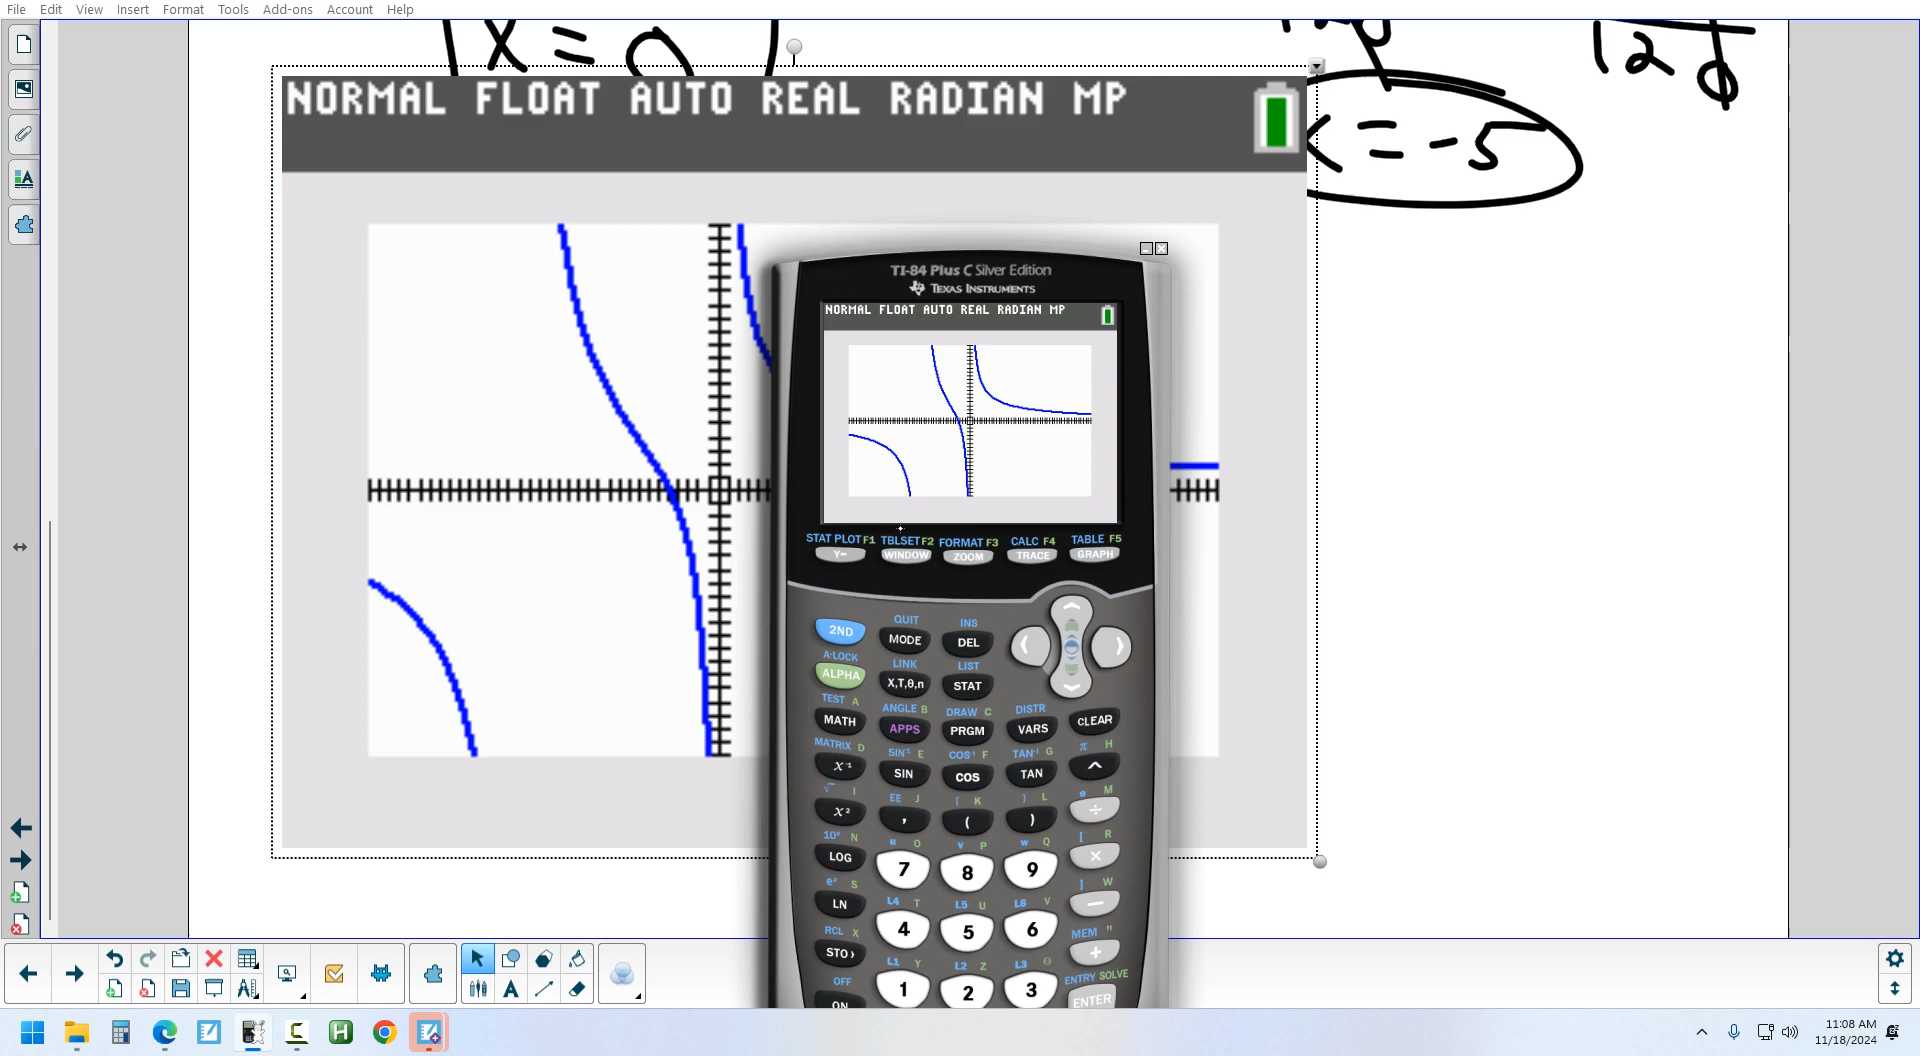 File Edit View Insert Format Tools Add-ons Account Help
x = 0
12
x = -5
NORMAL FLOAT AUTO REAL RADIAN MP
TI-84 Plus C Silver Edition
TEXAS INSTRUMENTS
NORMAL FLOAT AUTO REAL RADIAN MP
STAT PLOT F1 TBLSET F2 FORMAT F3 CALC F4 TABLE F5
Y= WINDOW ZOOM TRACE GRAPH
QUIT INS
2ND MODE DEL
A-LOCK LINK LIST
ALPHA X,T,θ,n STAT
TEST A ANGLE B DRAW C DISTR
MATH APPS PRGM VARS CLEAR
MATRIX D SIN⁻¹ E COS⁻¹ F TAN⁻¹ G π H
x⁻¹ SIN COS TAN ^
√ I EE J { K } L e M
x² , ( ) ÷
10ˣ N u O v P w Q [ R
LOG 7 8 9 ×
eˣ S L4 T L5 U L6 V ] W
LN 4 5 6 −
RCL X L1 Y L2 Z L3 θ MEM "
STO› 1 2 3 +
OFF ENTRY SOLVE
ON ENTER
11:08 AM
11/18/2024